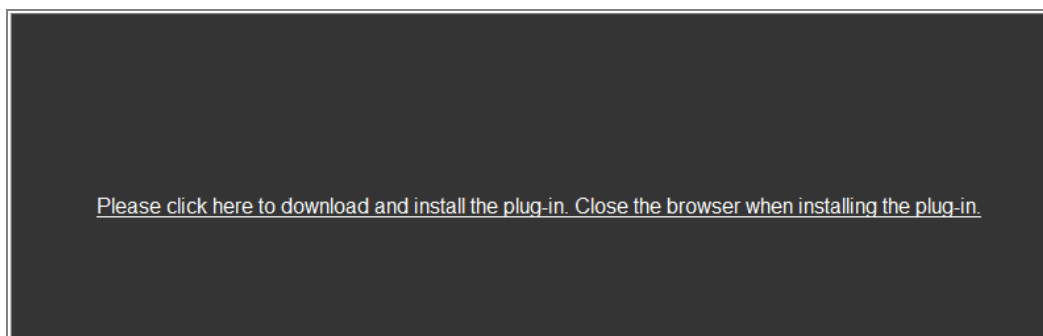 Please click here to download and install the plug-in. Close the browser when installing the plug-in.